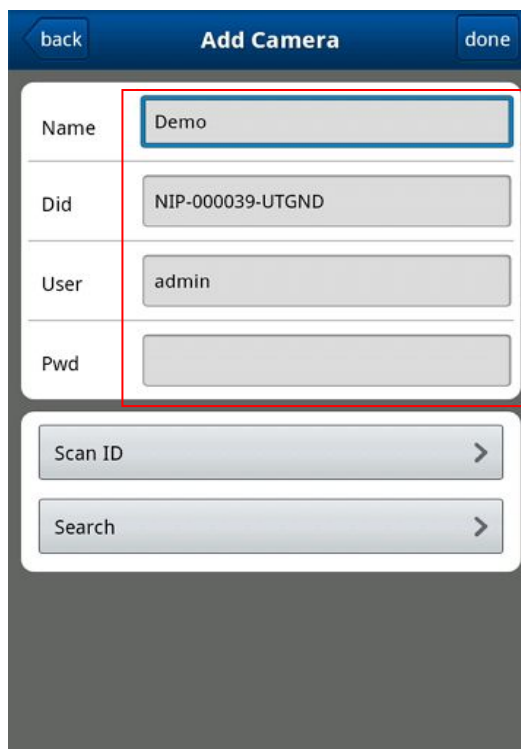 back Add Camera done
Name Demo
Did NIP-000039-UTGND
User admin
Pwd
Scan ID
Search